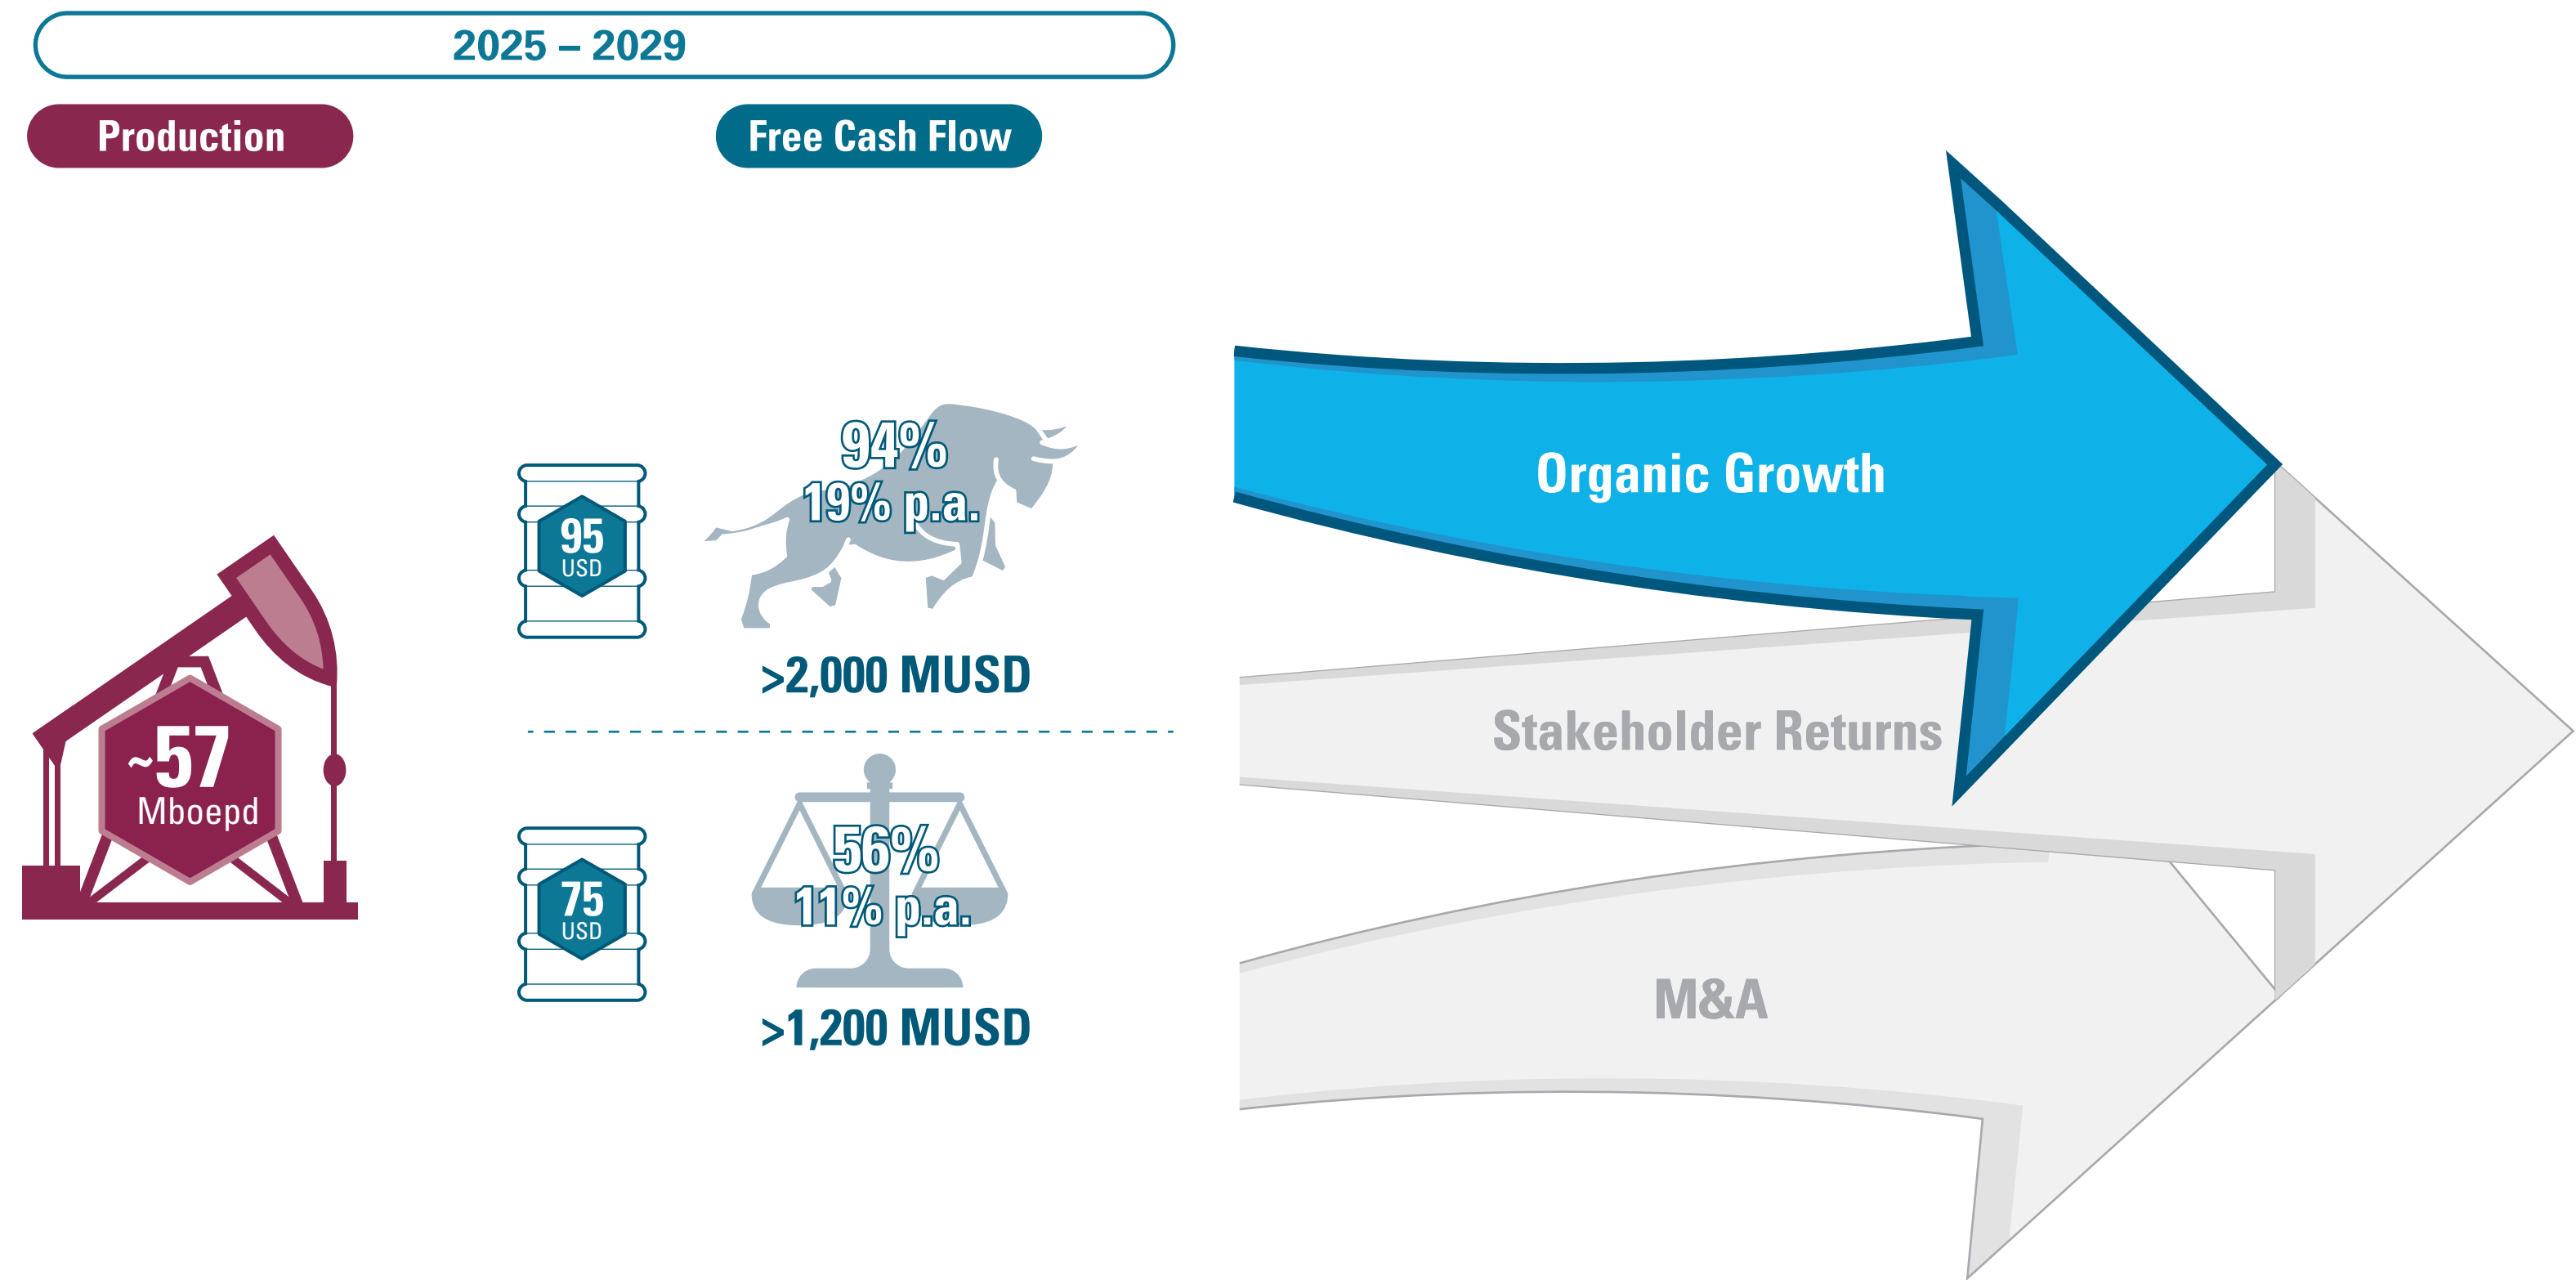 2025 – 2029
Production
Free Cash Flow
94%
19% p.a.
95
USD
>2,000 MUSD
~57
Mboepd
56%
11% p.a.
75
USD
>1,200 MUSD
Organic Growth
Stakeholder Returns
M&A